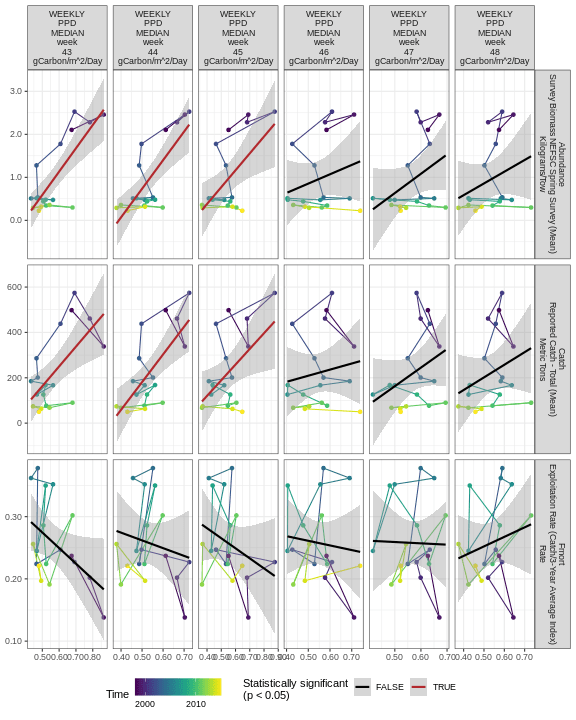 WEEKLY
PPD
MEDIAN
week
43
gCarbon/m^2/Day
WEEKLY
PPD
MEDIAN
week
44
gCarbon/m^2/Day
WEEKLY
PPD
MEDIAN
week
45
gCarbon/m^2/Day
WEEKLY
PPD
MEDIAN
week
46
gCarbon/m^2/Day
WEEKLY
PPD
MEDIAN
week
47
gCarbon/m^2/Day
WEEKLY
PPD
MEDIAN
week
48
gCarbon/m^2/Day
3.0
2.0
1.0
0.0
Abundance
Survey Biomass NEFSC Spring Survey (Mean)
Kilograms/Tow
600
400
200
0
Catch
Reported Catch - Total (Mean)
Metric Tons
0.30
0.20
0.10
Fmort
Exploitation Rate (Catch/3-Year Average Index)
Rate
0.50 0.60 0.70 0.80
0.40 0.50 0.60 0.70
0.40 0.50 0.60 0.70 0.80
0.40 0.50 0.60 0.70
0.50 0.60 0.70
0.40 0.50 0.60 0.70
Time
2000 2010
Statistically significant
(p < 0.05)
FALSE
TRUE